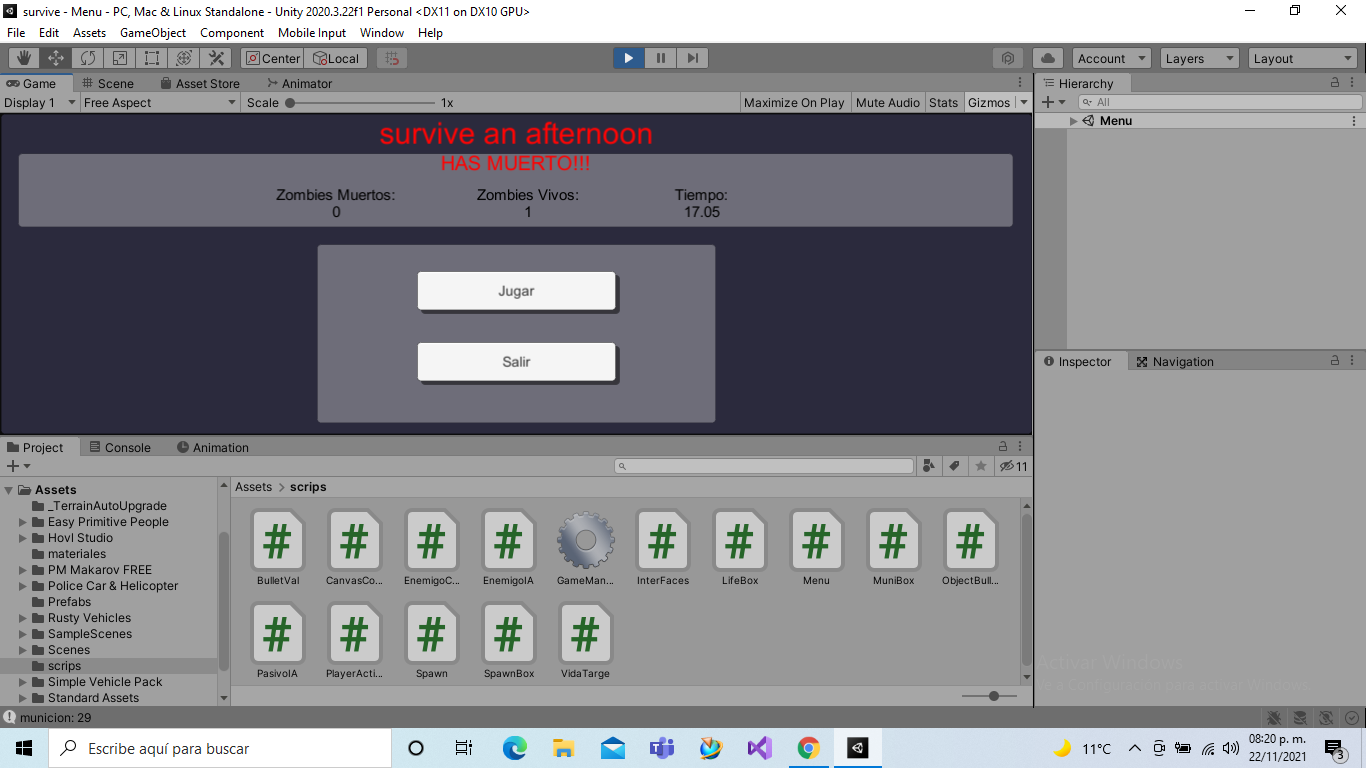 survive - Menu - PC, Mac & Linux Standalone - Unity 2020.3.22f1 Personal <DX11 on DX10 GPU>
File Edit Assets GameObject Component Mobile Input Window Help
Center Local Account Layers Layout
Game Scene Asset Store Animator
Display 1 Free Aspect Scale 1x Maximize On Play Mute Audio Stats Gizmos
Hierarchy
All
Menu
survive an afternoon
HAS MUERTO!!!
Zombies Muertos: Zombies Vivos: Tiempo:
0 1 17.05
Jugar
Salir
Inspector Navigation
Project Console Animation
11
Assets
_TerrainAutoUpgrade
Easy Primitive People
Hovl Studio
materiales
PM Makarov FREE
Police Car & Helicopter
Prefabs
Rusty Vehicles
SampleScenes
Scenes
scrips
Simple Vehicle Pack
Standard Assets
Assets > scrips
BulletVal CanvasCo... EnemigoC... EnemigoIA GameMan... InterFaces LifeBox Menu MuniBox ObjectBull...
PasivoIA PlayerActi... Spawn SpawnBox VidaTarge
Activar Windows
Ve a Configuración para activar Windows.
municion: 29
Escribe aquí para buscar
11°C
08:20 p. m.
22/11/2021
3